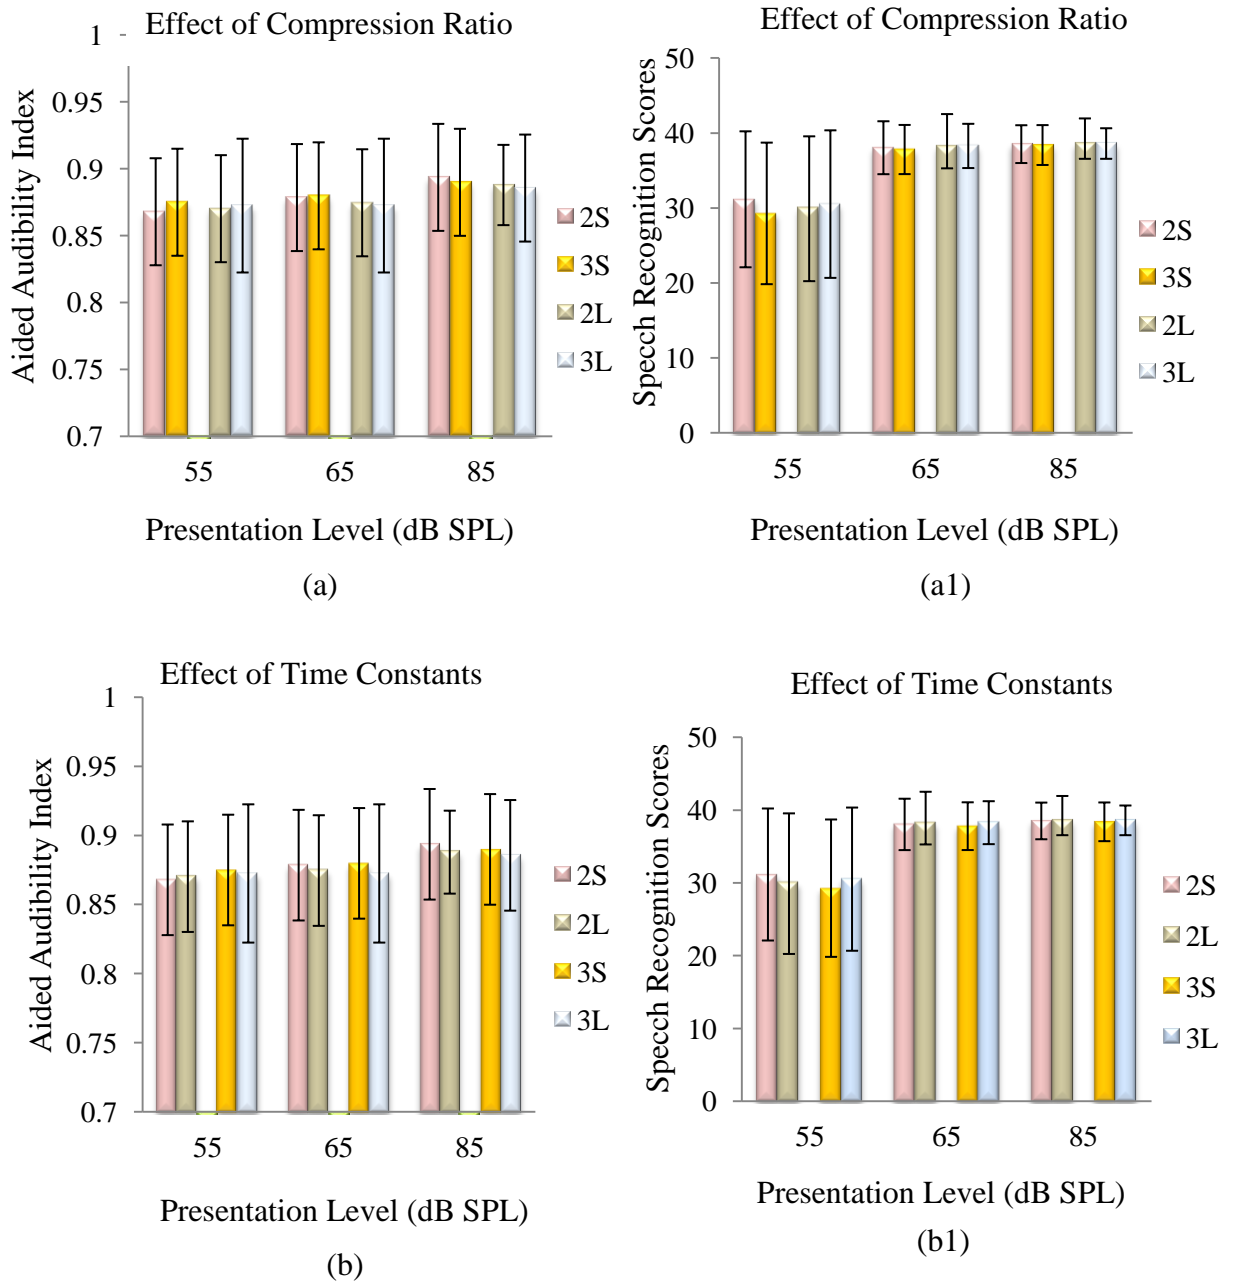 Effect of Compression Ratio
1
0.95
0.9
0.85
0.8
0.75
0.7
Aided Audibility Index
55 65 85
Presentation Level (dB SPL)
2S
3S
2L
3L
(a)
Effect of Compression Ratio
50
40
30
20
10
0
Specch Recognition Scores
55 65 85
Presentation Level (dB SPL)
2S
3S
2L
3L
(a1)
Effect of Time Constants
1
0.95
0.9
0.85
0.8
0.75
0.7
Aided Audibility Index
55 65 85
Presentation Level (dB SPL)
2S
2L
3S
3L
(b)
Effect of Time Constants
50
40
30
20
10
0
Specch Recognition Scores
55 65 85
Presentation Level (dB SPL)
2S
2L
3S
3L
(b1)